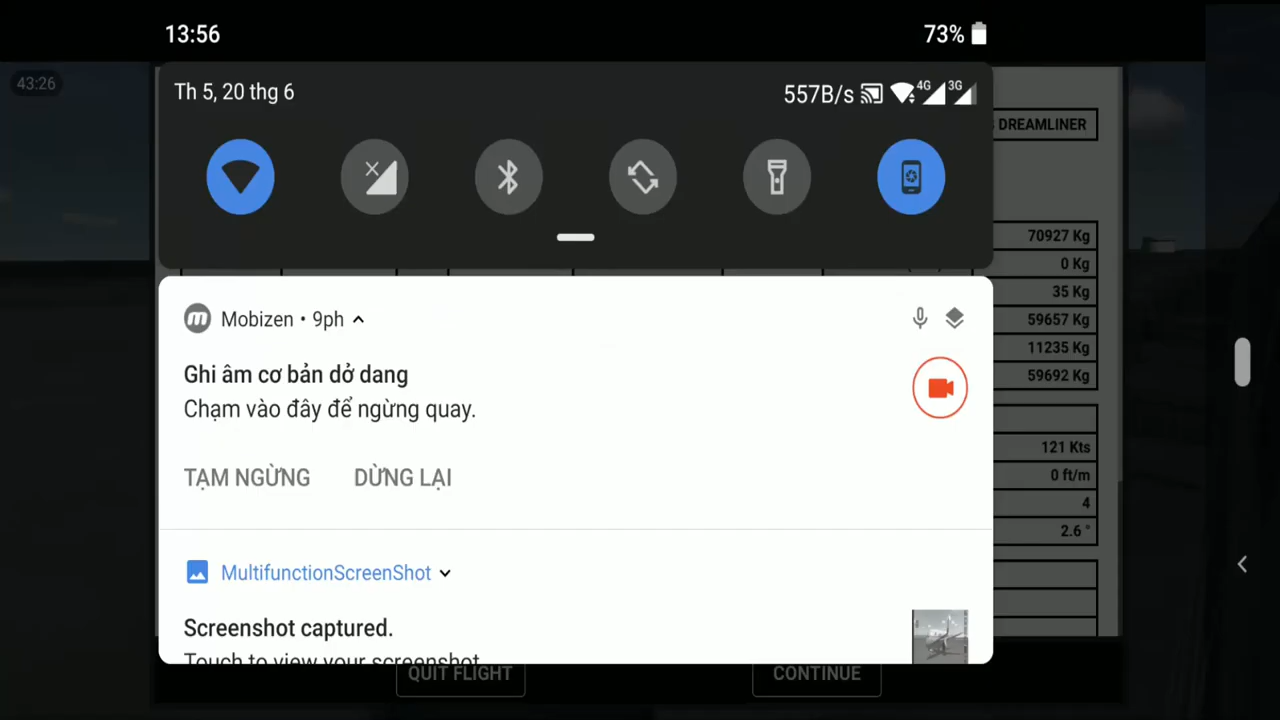 13:56
73%
43:26
Th 5, 20 thg 6
557B/s
4G
3G
DREAMLINER
70927 Kg
0 Kg
35 Kg
59657 Kg
11235 Kg
59692 Kg
Mobizen • 9ph
Ghi âm cơ bản dở dang
Chạm vào đây để ngừng quay.
TẠM NGỪNG DỪNG LẠI
121 Kts
0 ft/m
4
2.6 °
MultifunctionScreenShot
Screenshot captured.
Touch to view your screenshot
QUIT FLIGHT CONTINUE